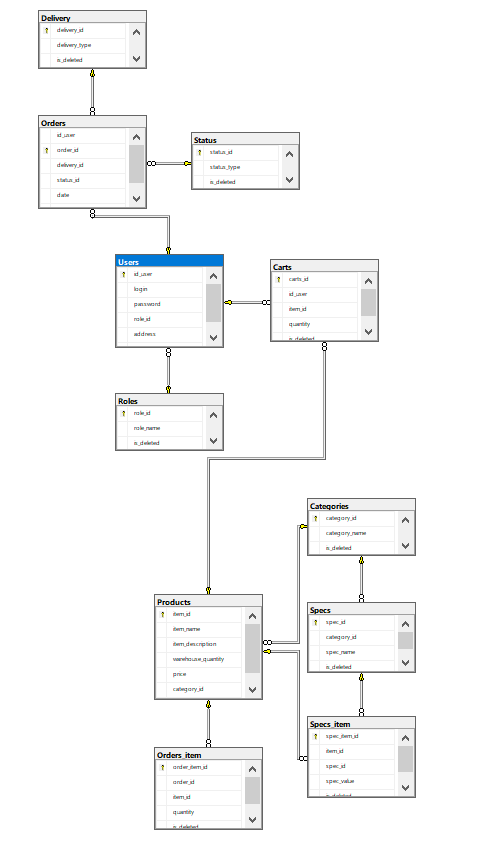 Delivery
delivery_id
delivery_type
is_deleted
Orders
id_user
order_id
delivery_id
status_id
date
Status
status_id
status_type
is_deleted
Users
id_user
login
password
role_id
address
Carts
carts_id
id_user
item_id
quantity
is_deleted
Roles
role_id
role_name
is_deleted
Categories
category_id
category_name
is_deleted
Products
item_id
item_name
item_description
warehouse_quantity
price
category_id
Specs
spec_id
category_id
spec_name
is_deleted
Specs_item
spec_item_id
item_id
spec_id
spec_value
is_deleted
Orders_item
order_item_id
order_id
item_id
quantity
is_deleted